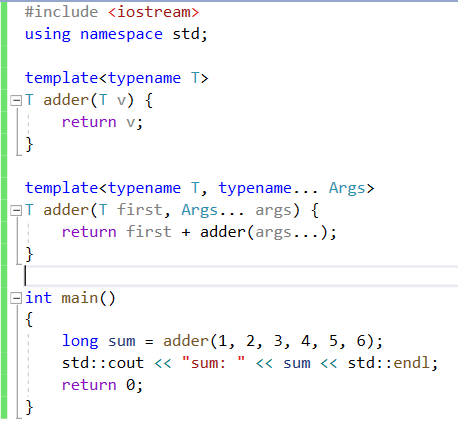 #include <iostream>
using namespace std;
template<typename T>
T adder(T v) {
return v;
}
template<typename T, typename... Args>
T adder(T first, Args... args) {
return first + adder(args...);
}
int main()
{
long sum = adder(1, 2, 3, 4, 5, 6);
std::cout << "sum: " << sum << std::endl;
return 0;
}